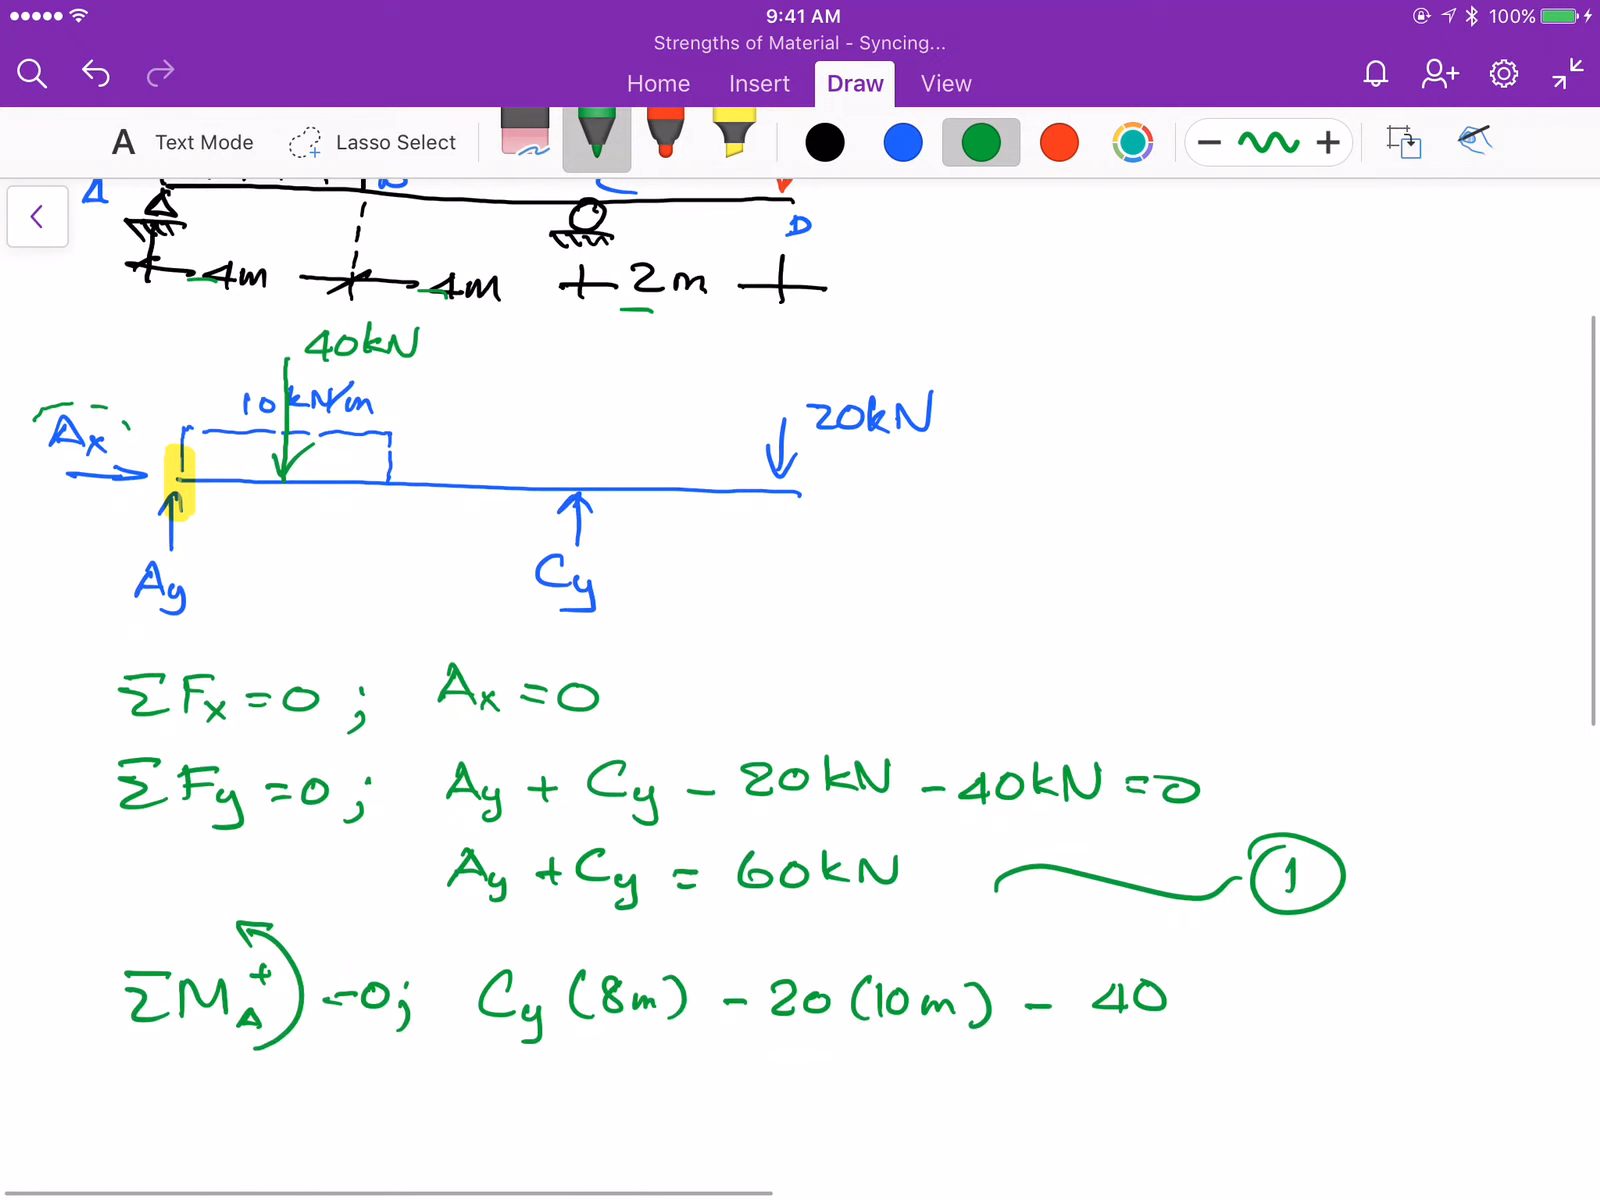 9:41 AM
100%
Strengths of Material - Syncing...
Home Insert Draw View
A Text Mode Lasso Select
A
D
4m 4m 2m
40kN
10kN/m
Ax
20kN
Ay
Cy
ΣFx=0; Ax=0
ΣFy=0; Ay + Cy - 20kN - 40kN = 0
Ay + Cy = 60kN 1
ΣMA + =0; Cy (8m) - 20 (10m) - 40